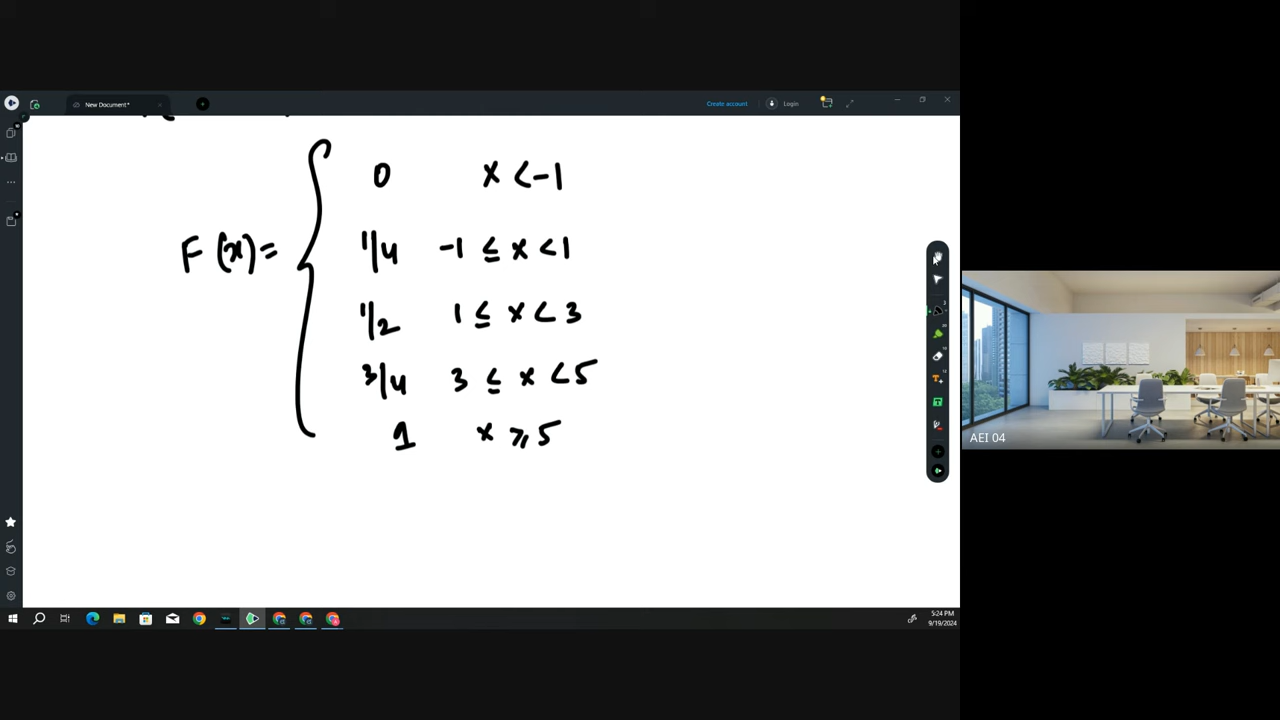 New Document*
Create account
Login
0 x < -1
F(x) = 1/4 -1 ≤ x < 1
1/2 1 ≤ x < 3
3/4 3 ≤ x < 5
1 x ≥ 5
AEI 04
5:24 PM
9/19/2024